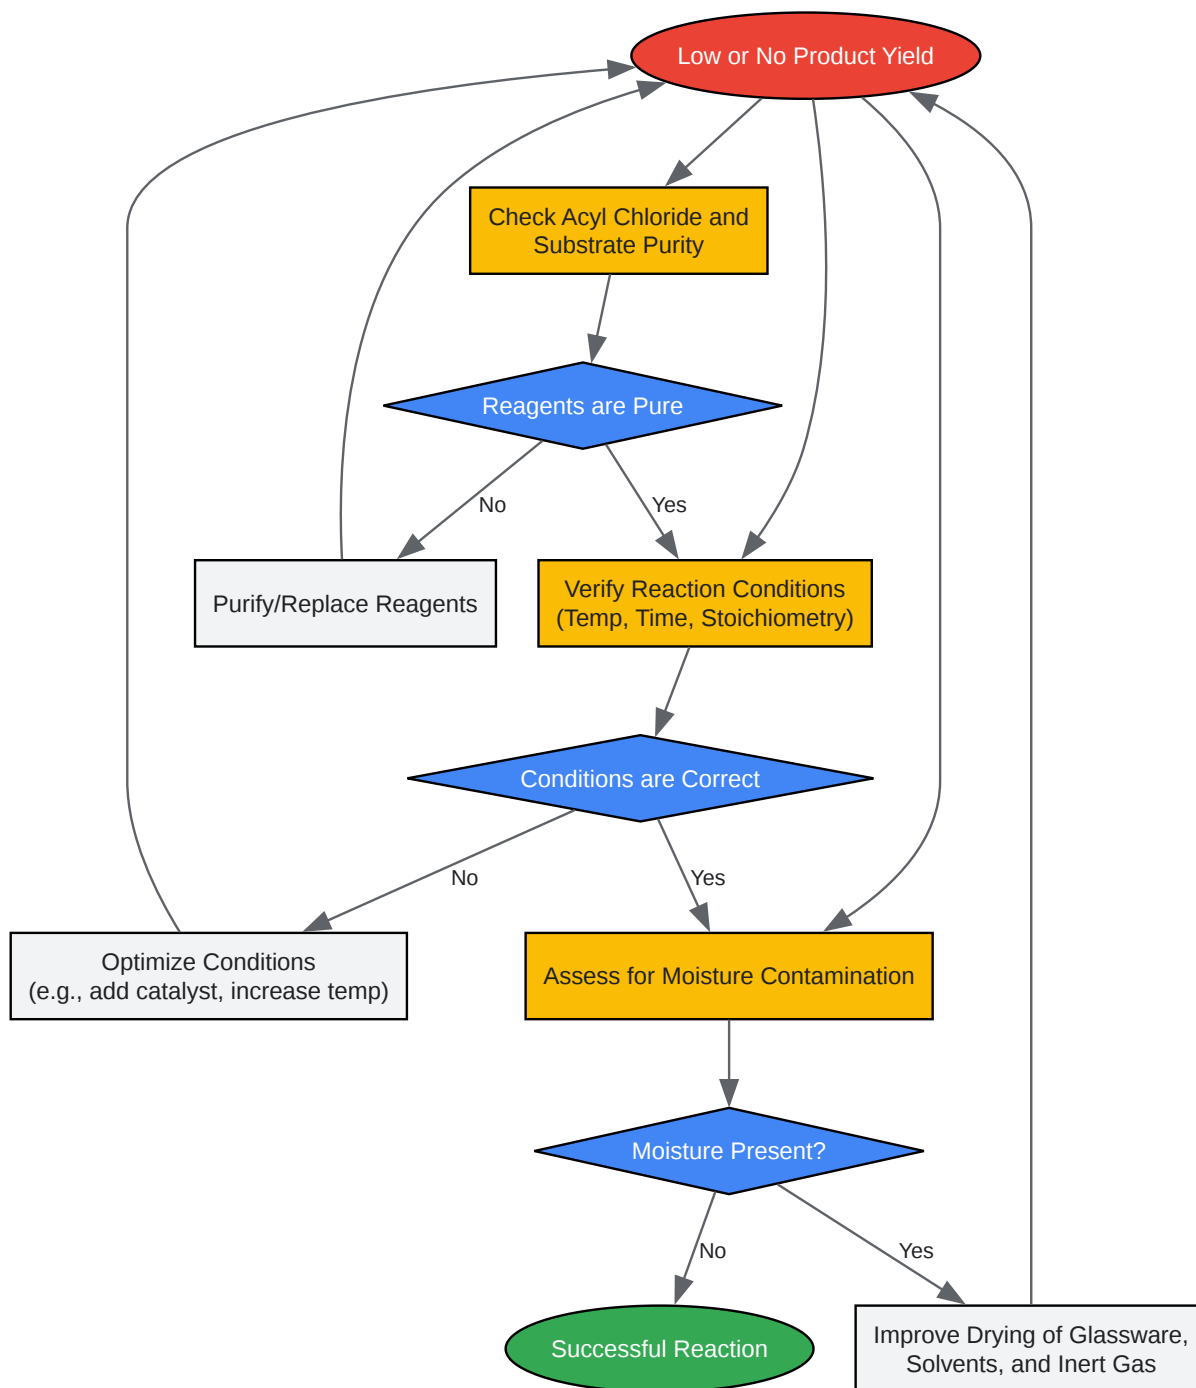 Low or No Product Yield
Check Acyl Chloride and
Substrate Purity
Reagents are Pure
No
Yes
Purify/Replace Reagents
Verify Reaction Conditions
(Temp, Time, Stoichiometry)
Conditions are Correct
No
Yes
Optimize Conditions
(e.g., add catalyst, increase temp)
Assess for Moisture Contamination
Moisture Present?
No
Yes
Successful Reaction
Improve Drying of Glassware,
Solvents, and Inert Gas